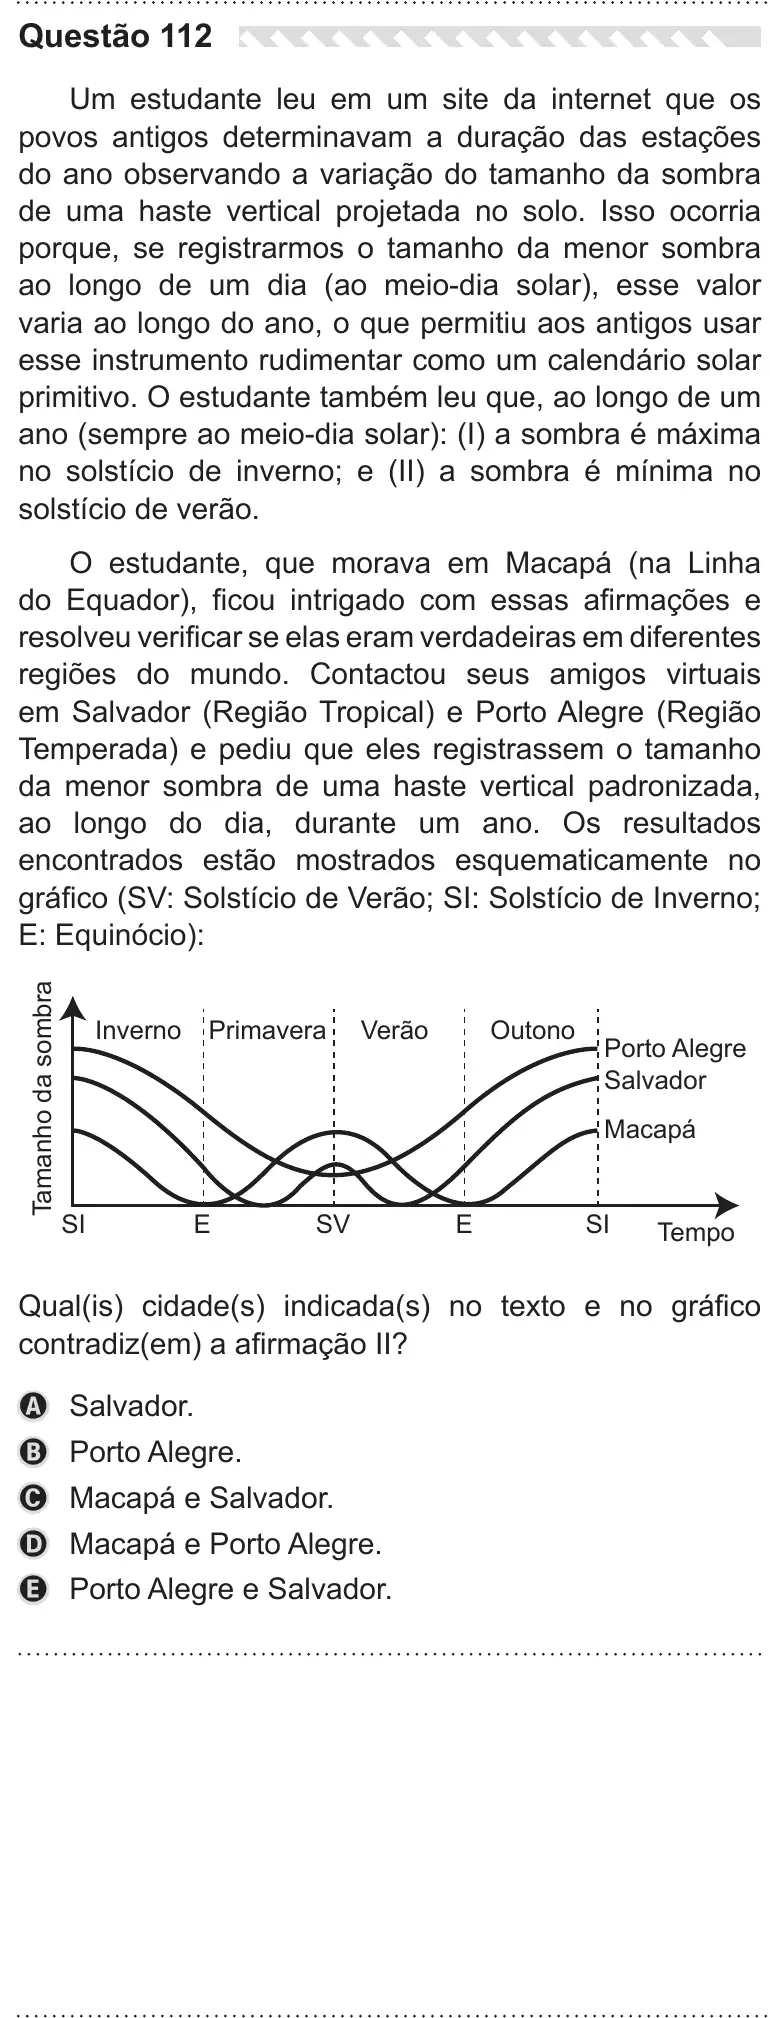 Questão 112
Um estudante leu em um site da internet que os
povos antigos determinavam a duração das estações
do ano observando a variação do tamanho da sombra
de uma haste vertical projetada no solo. Isso ocorria
porque, se registrarmos o tamanho da menor sombra
ao longo de um dia (ao meio-dia solar), esse valor
varia ao longo do ano, o que permitiu aos antigos usar
esse instrumento rudimentar como um calendário solar
primitivo. O estudante também leu que, ao longo de um
ano (sempre ao meio-dia solar): (I) a sombra é máxima
no solstício de inverno; e (II) a sombra é mínima no
solstício de verão.
O estudante, que morava em Macapá (na Linha
do Equador), ficou intrigado com essas afirmações e
resolveu verificar se elas eram verdadeiras em diferentes
regiões do mundo. Contactou seus amigos virtuais
em Salvador (Região Tropical) e Porto Alegre (Região
Temperada) e pediu que eles registrassem o tamanho
da menor sombra de uma haste vertical padronizada,
ao longo do dia, durante um ano. Os resultados
encontrados estão mostrados esquematicamente no
gráfico (SV: Solstício de Verão; SI: Solstício de Inverno;
E: Equinócio):
Tamanho da sombra
Inverno Primavera Verão Outono
Porto Alegre
Salvador
Macapá
SI E SV E SI Tempo
Qual(is) cidade(s) indicada(s) no texto e no gráfico
contradiz(em) a afirmação II?
A Salvador.
B Porto Alegre.
C Macapá e Salvador.
D Macapá e Porto Alegre.
E Porto Alegre e Salvador.